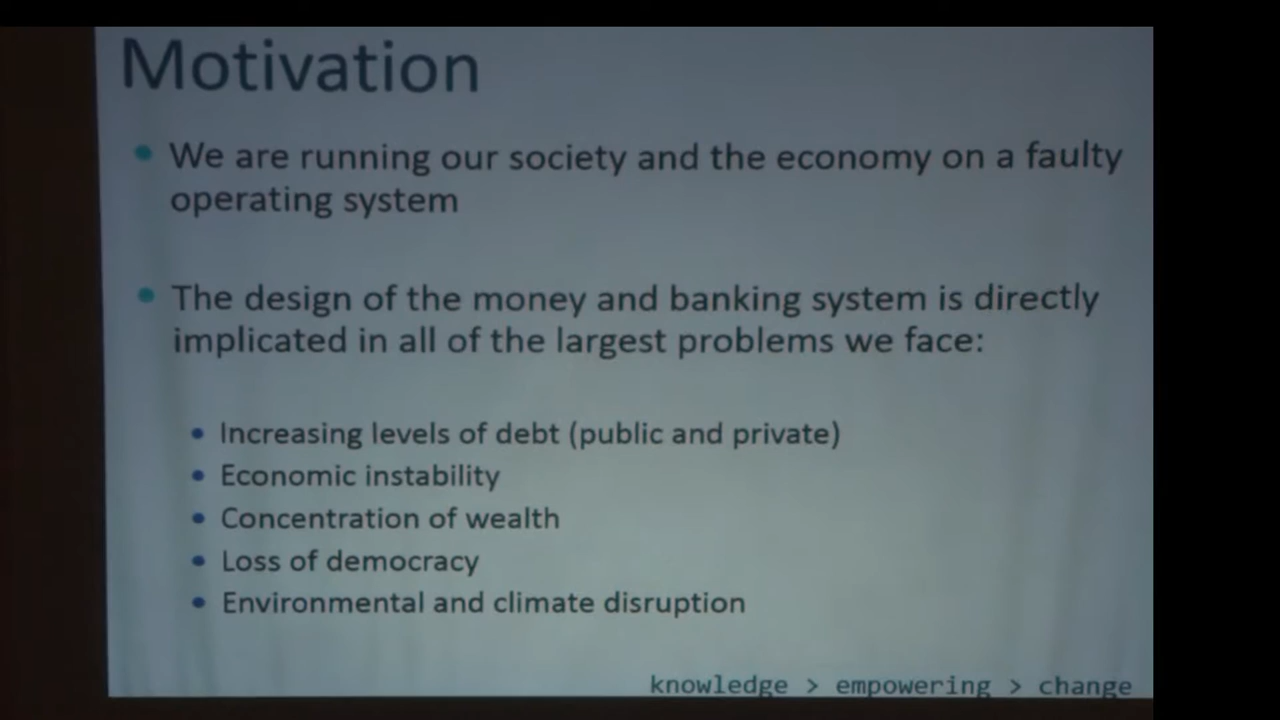 Motivation
We are running our society and the economy on a faulty
operating system
The design of the money and banking system is directly
implicated in all of the largest problems we face:
Increasing levels of debt (public and private)
Economic instability
Concentration of wealth
Loss of democracy
Environmental and climate disruption
knowledge > empowering > change